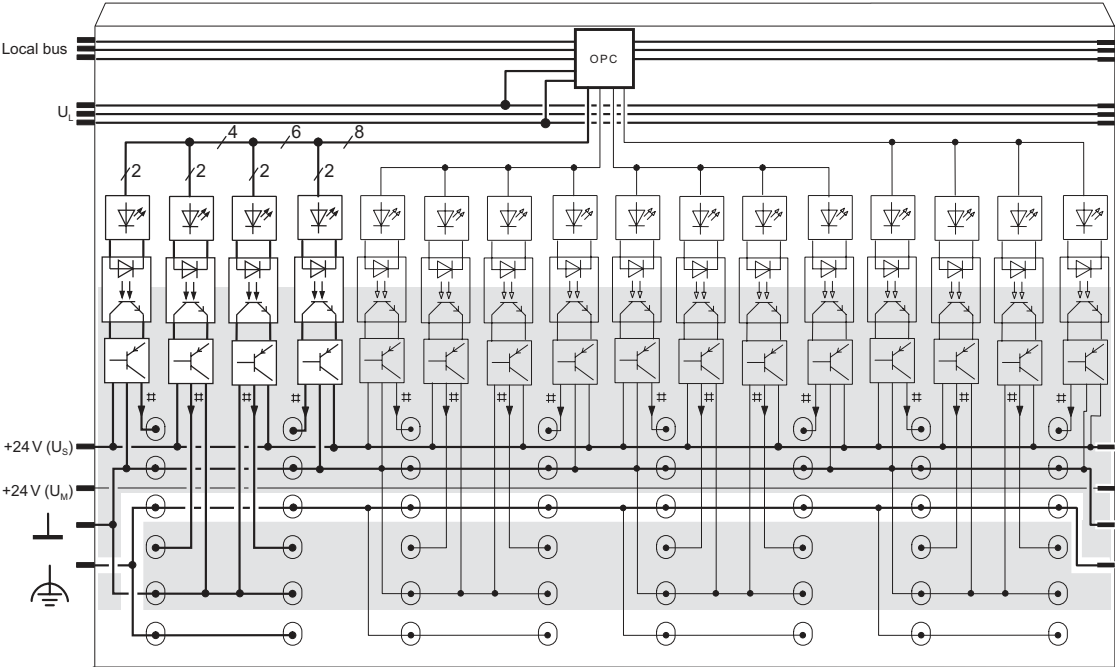 Local bus
OPC
U_L
4 6 8
2 2 2 2
# # # # # # # # # # # # # # # #
+24 V (U_S)
+24 V (U_M)